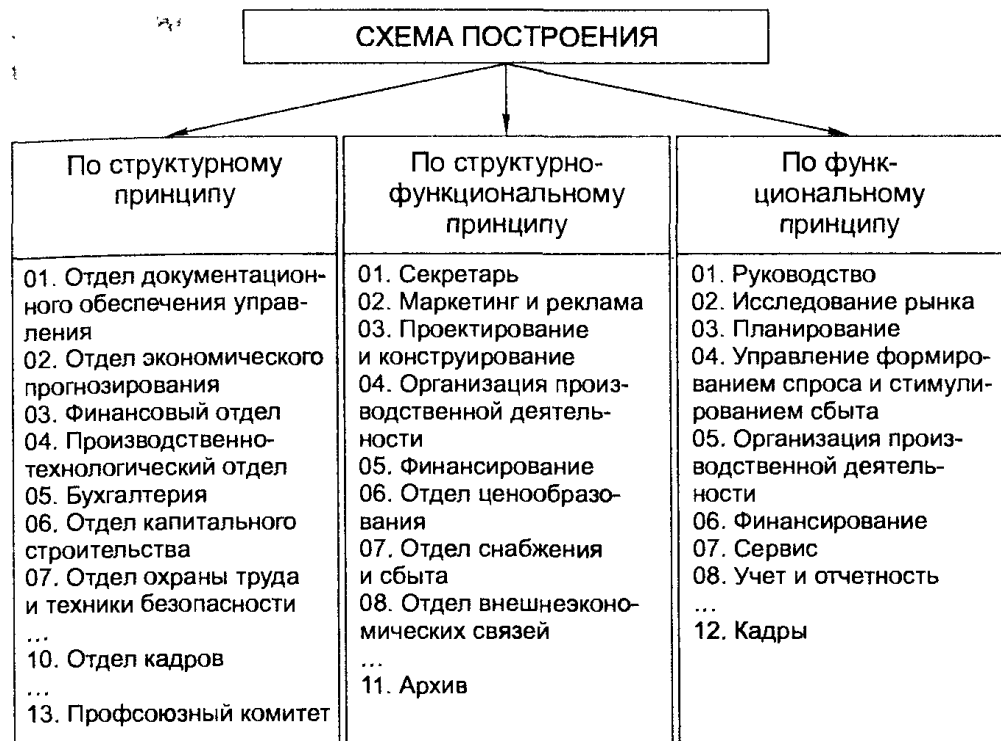 СХЕМА ПОСТРОЕНИЯ
По структурному
принципу
01. Отдел документацион-
ного обеспечения управ-
ления
02. Отдел экономического
прогнозирования
03. Финансовый отдел
04. Производственно-
технологический отдел
05. Бухгалтерия
06. Отдел капитального
строительства
07. Отдел охраны труда
и техники безопасности
...
10. Отдел кадров
...
13. Профсоюзный комитет
По структурно-
функциональному
принципу
01. Секретарь
02. Маркетинг и реклама
03. Проектирование
и конструирование
04. Организация произ-
водственной деятель-
ности
05. Финансирование
06. Отдел ценообразо-
вания
07. Отдел снабжения
и сбыта
08. Отдел внешнеэконо-
мических связей
...
11. Архив
По функ-
циональному
принципу
01. Руководство
02. Исследование рынка
03. Планирование
04. Управление формиро-
ванием спроса и стимули-
рованием сбыта
05. Организация произ-
водственной деятель-
ности
06. Финансирование
07. Сервис
08. Учет и отчетность
...
12. Кадры